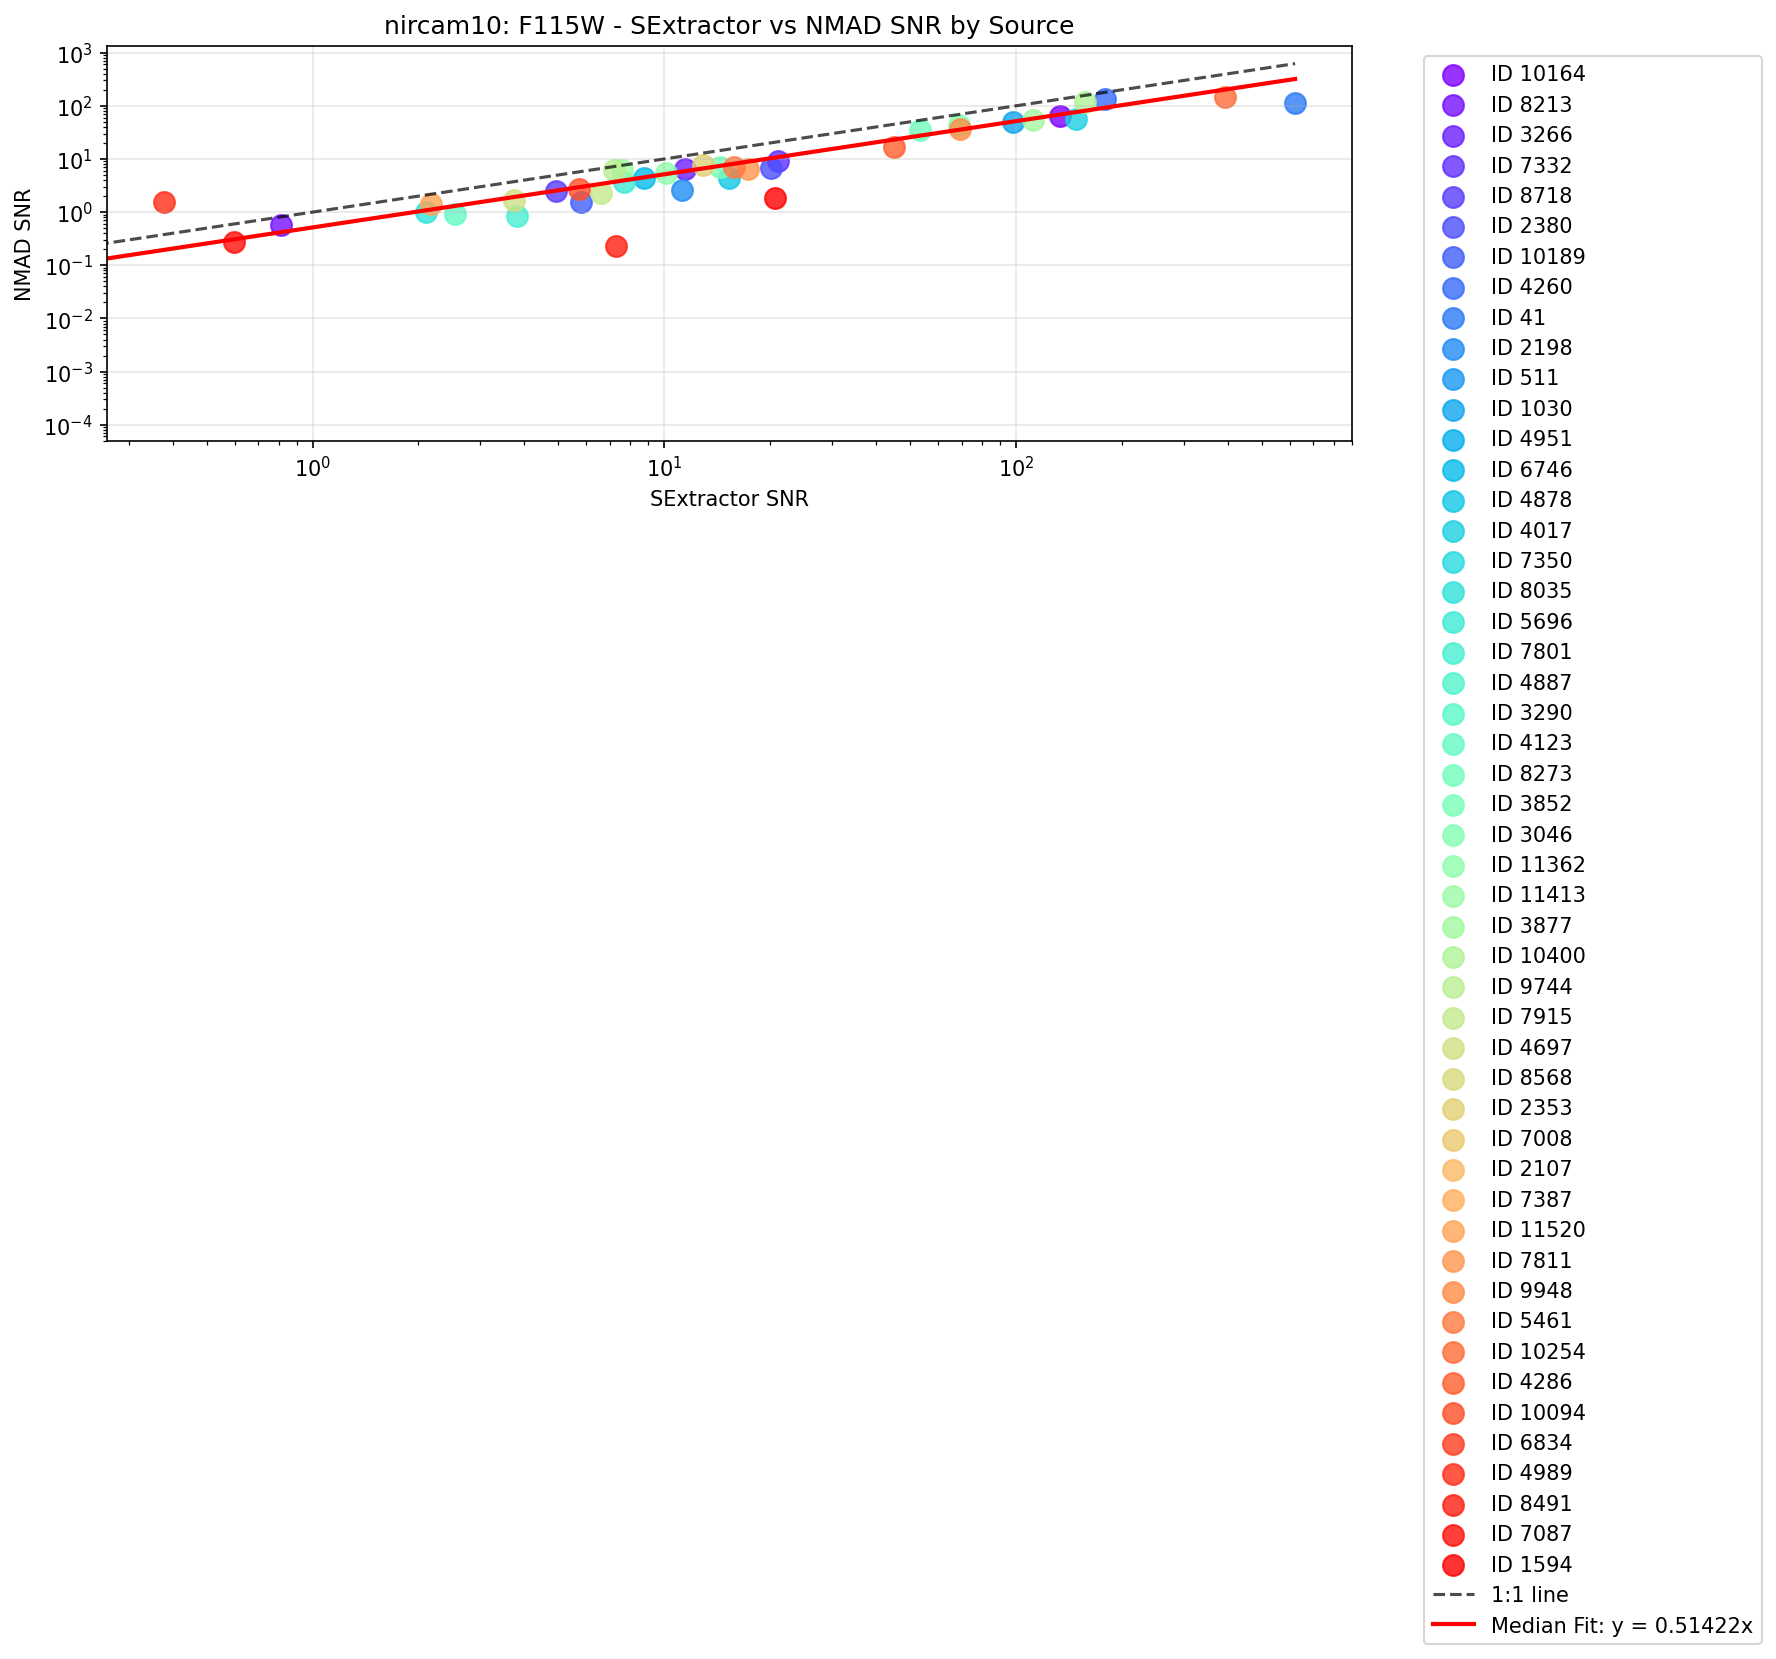 nircam10: F115W - SExtractor vs NMAD SNR by Source
NMAD SNR
10³
10²
10¹
10⁰
10⁻¹
10⁻²
10⁻³
10⁻⁴
10⁰
10¹
10²
SExtractor SNR
ID 10164
ID 8213
ID 3266
ID 7332
ID 8718
ID 2380
ID 10189
ID 4260
ID 41
ID 2198
ID 511
ID 1030
ID 4951
ID 6746
ID 4878
ID 4017
ID 7350
ID 8035
ID 5696
ID 7801
ID 4887
ID 3290
ID 4123
ID 8273
ID 3852
ID 3046
ID 11362
ID 11413
ID 3877
ID 10400
ID 9744
ID 7915
ID 4697
ID 8568
ID 2353
ID 7008
ID 2107
ID 7387
ID 11520
ID 7811
ID 9948
ID 5461
ID 10254
ID 4286
ID 10094
ID 6834
ID 4989
ID 8491
ID 7087
ID 1594
1:1 line
Median Fit: y = 0.51422x